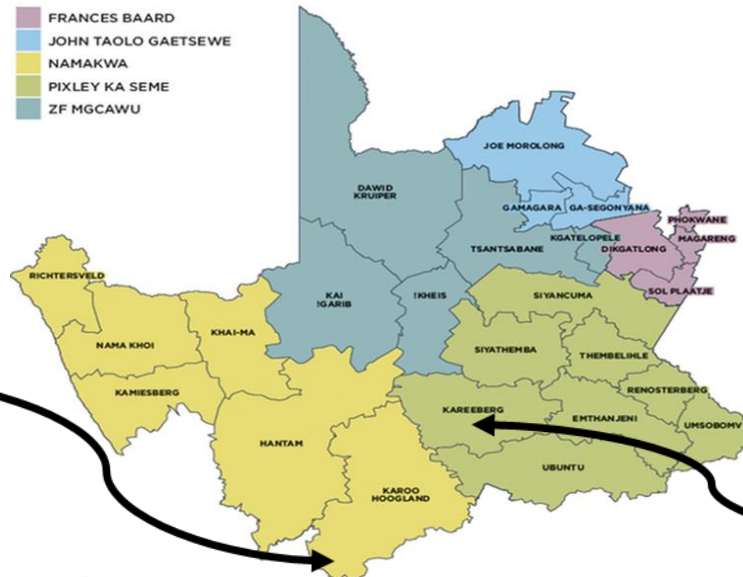 FRANCES BAARD
JOHN TAOLO GAETSEWE
NAMAKWA
PIXLEY KA SEME
ZF MGCAWU
JOE MOROLONG
DAWID
KRUIPER
GAMAGARA
GA-SEGONYANA
PHOKWANE
MAGARENG
KGATELOPELE
DIKGATLONG
TSANTSABANE
RICHTERSVELD
SOL PLAATJE
KAI
!GARIB
!KHEIS
SIYANCUMA
KHAI-MA
NAMA KHOI
SIYATHEMBA
THEMBELIHLE
KAMIESBERG
RENOSTERBERG
KAREEBERG
EMTHANJENI
UMSOBOMV
HANTAM
UBUNTU
KAROO
HOOGLAND